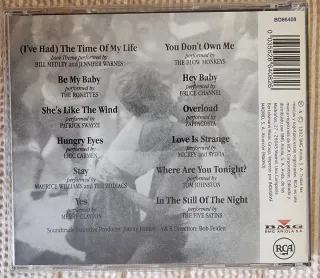 BD86408
(I've Had) The Time Of My Life
Love Theme performed by
BILL MEDLEY and JENNIFER WARNES
Be My Baby
performed by
THE RONETTES
She's Like The Wind
performed by
PATRICK SWAYZE
Hungry Eyes
performed by
ERIC CARMEN
Stay
performed by
MAURICE WILLIAMS and THE ZODIACS
Yes
performed by
MERRY CLAYTON
You Don't Own Me
performed by
THE BLOW MONKEYS
Hey Baby
performed by
BRUCE CHANNEL
Overload
performed by
ZAPPACOSTA
Love Is Strange
performed by
MICKEY and SYLVIA
Where Are You Tonight?
performed by
TOM JOHNSTON
In The Still Of The Night
performed by
THE FIVE SATINS
Soundtrack Executive Producer: Jimmy Ienner
A&R Direction: Bob Feiden
BMG
BMG ARIOLA S.A.
RCA